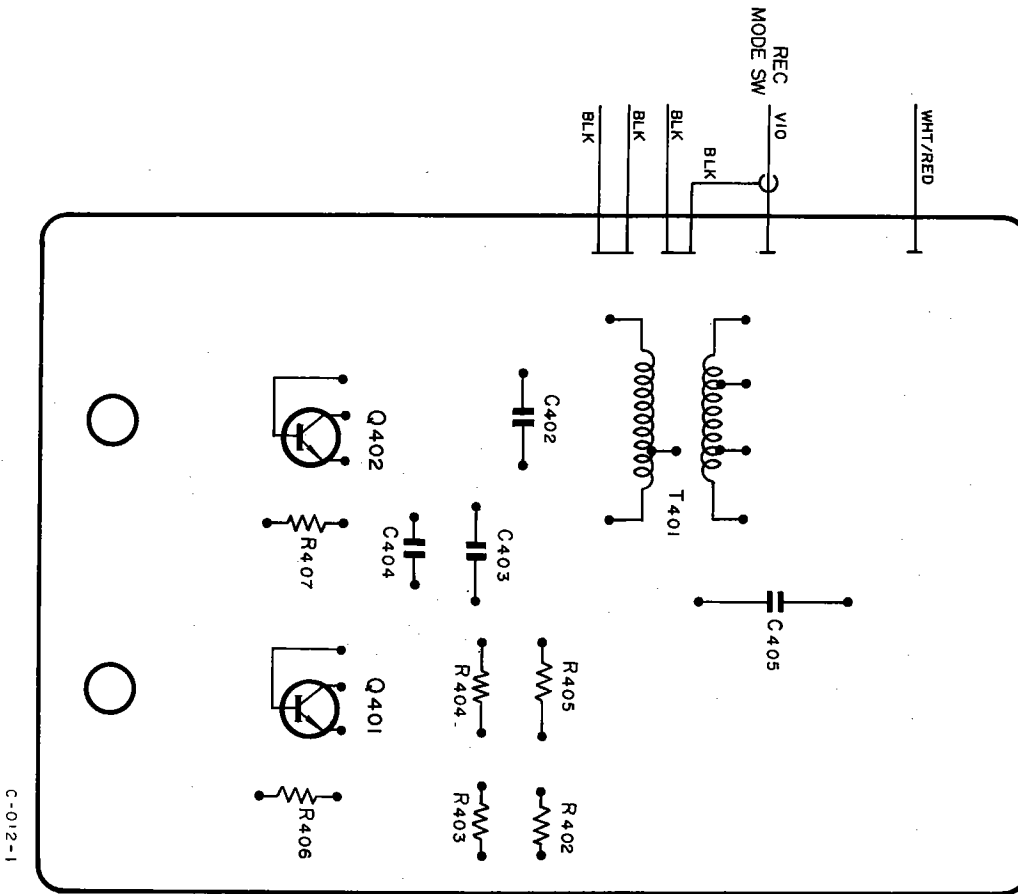 REC
MODE SW
VIO
WHT/RED
BLK
BLK
BLK
BLK
C402
T401
Q402
R407
C404
C403
C405
Q401
R404
R405
R406
R403
R402
C-012-1